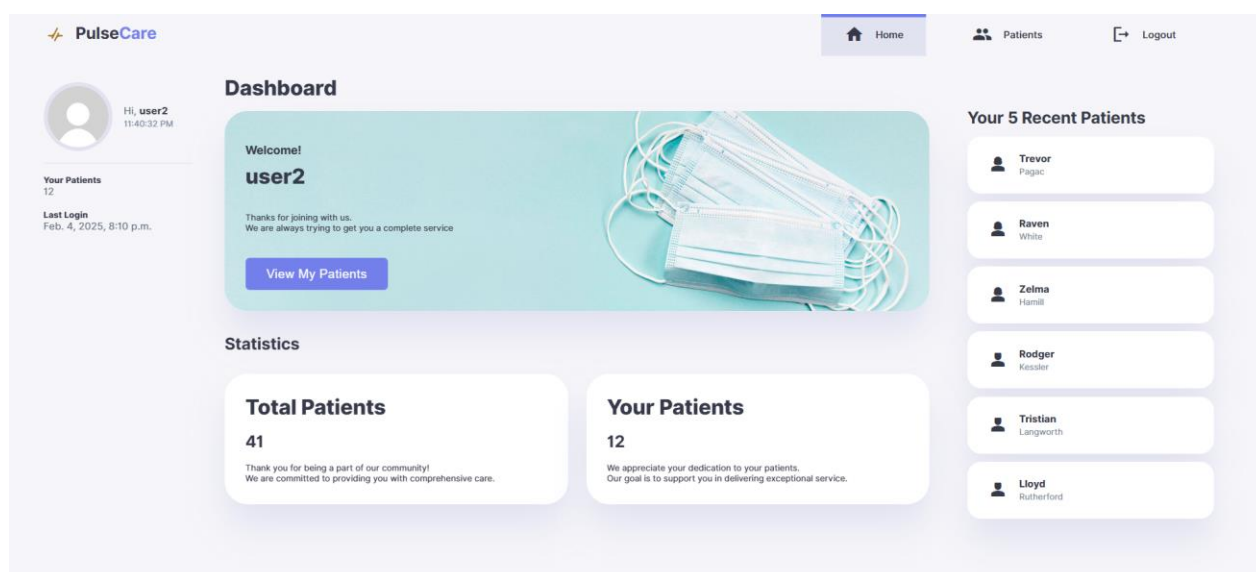 PulseCare
Home
Patients
Logout
Hi, user2
11:40:32 PM
Your Patients
12
Last Login
Feb. 4, 2025, 8:10 p.m.
Dashboard
Welcome!
user2
Thanks for joining with us.
We are always trying to get you a complete service
View My Patients
Statistics
Total Patients
41
Thank you for being a part of our community!
We are committed to providing you with comprehensive care.
Your Patients
12
We appreciate your dedication to your patients.
Our goal is to support you in delivering exceptional service.
Your 5 Recent Patients
Trevor
Pagac
Raven
White
Zelma
Hamill
Rodger
Kessler
Tristian
Langworth
Lloyd
Rutherford